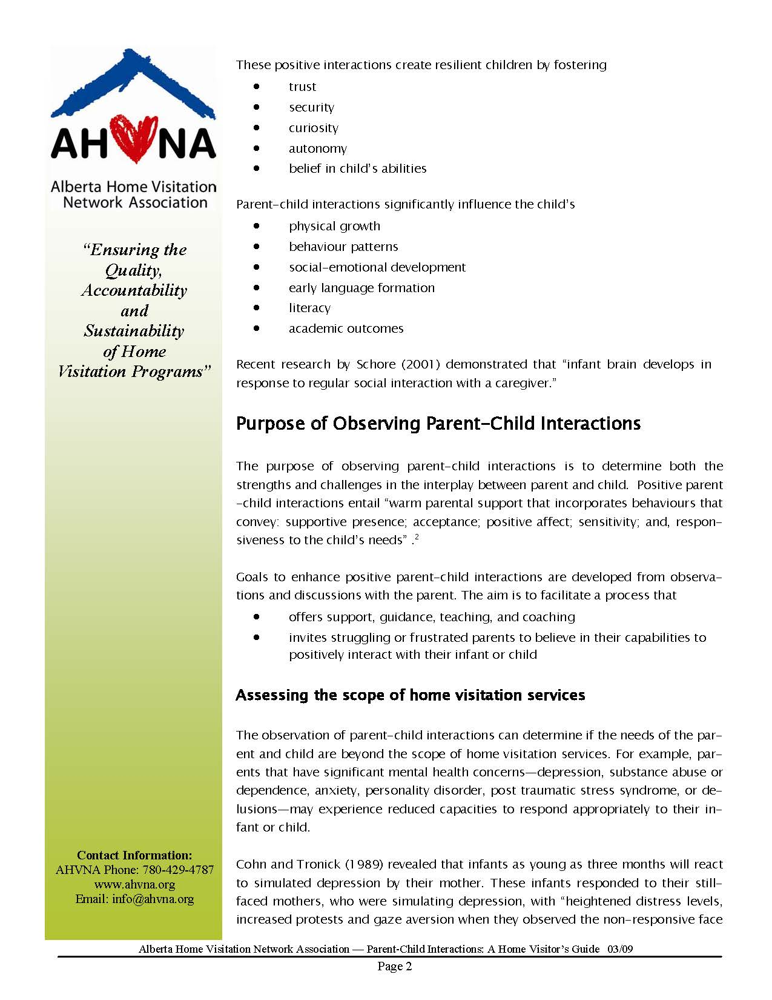 AHVNA
Alberta Home Visitation
Network Association
“Ensuring the
Quality,
Accountability
and
Sustainability
of Home
Visitation Programs”
Contact Information:
AHVNA Phone: 780-429-4787
www.ahvna.org
Email: info@ahvna.org
These positive interactions create resilient children by fostering
• trust
• security
• curiosity
• autonomy
• belief in child’s abilities
Parent-child interactions significantly influence the child’s
• physical growth
• behaviour patterns
• social-emotional development
• early language formation
• literacy
• academic outcomes
Recent research by Schore (2001) demonstrated that “infant brain develops in
response to regular social interaction with a caregiver.”
Purpose of Observing Parent-Child Interactions
The purpose of observing parent-child interactions is to determine both the
strengths and challenges in the interplay between parent and child.  Positive parent
-child interactions entail “warm parental support that incorporates behaviours that
convey: supportive presence; acceptance; positive affect; sensitivity; and, respon-
siveness to the child’s needs” .2
Goals to enhance positive parent-child interactions are developed from observa-
tions and discussions with the parent. The aim is to facilitate a process that
• offers support, guidance, teaching, and coaching
• invites struggling or frustrated parents to believe in their capabilities to
positively interact with their infant or child
Assessing the scope of home visitation services
The observation of parent-child interactions can determine if the needs of the par-
ent and child are beyond the scope of home visitation services. For example, par-
ents that have significant mental health concerns—depression, substance abuse or
dependence, anxiety, personality disorder, post traumatic stress syndrome, or de-
lusions—may experience reduced capacities to respond appropriately to their in-
fant or child.
Cohn and Tronick (1989) revealed that infants as young as three months will react
to simulated depression by their mother. These infants responded to their still-
faced mothers, who were simulating depression, with “heightened distress levels,
increased protests and gaze aversion when they observed the non-responsive face
Alberta Home Visitation Network Association — Parent-Child Interactions: A Home Visitor’s Guide 03/09
Page 2